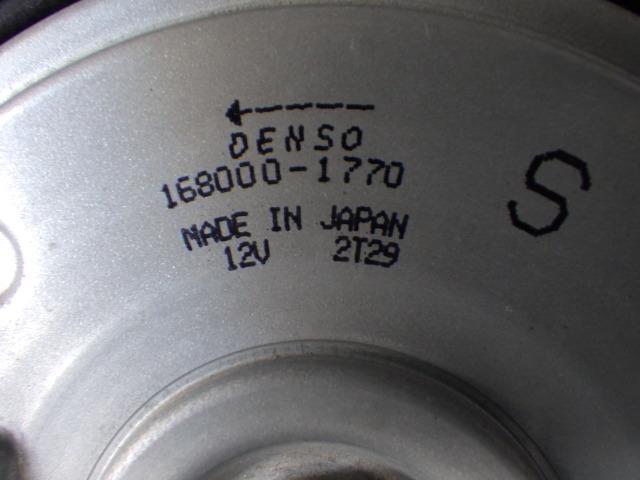 DENSO
168000-1770
S
MADE IN JAPAN
12V 2T29